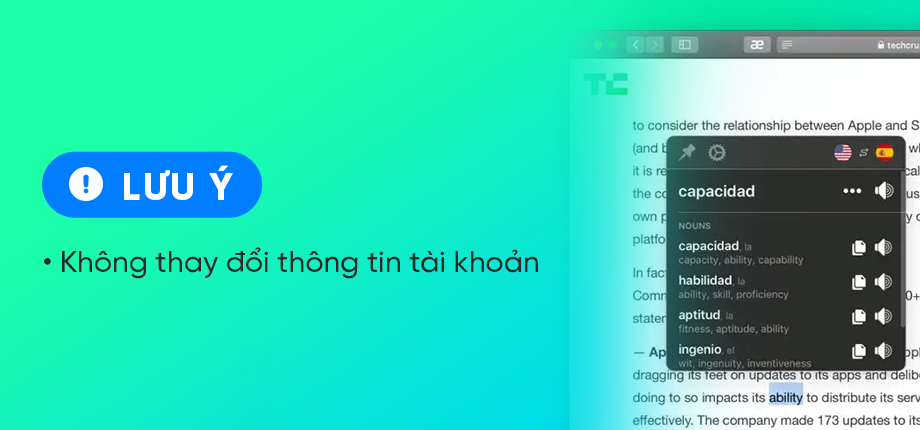 LƯU Ý
• Không thay đổi thông tin tài khoản
æ
techcru
TC
to consider the relationship between Apple and S
(and b
it is re
the co
own p
platfo
In fact
Comm
stater
— Ap
capacidad
•••
NOUNS
capacidad, la
capacity, ability, capability
habilidad, la
ability, skill, proficiency
aptitud, la
fitness, aptitude, ability
ingenio, el
wit, ingenuity, inventiveness
dragging its feet on updates to its apps and delibe
doing to so impacts its ability to distribute its serv
effectively. The company made 173 updates to its